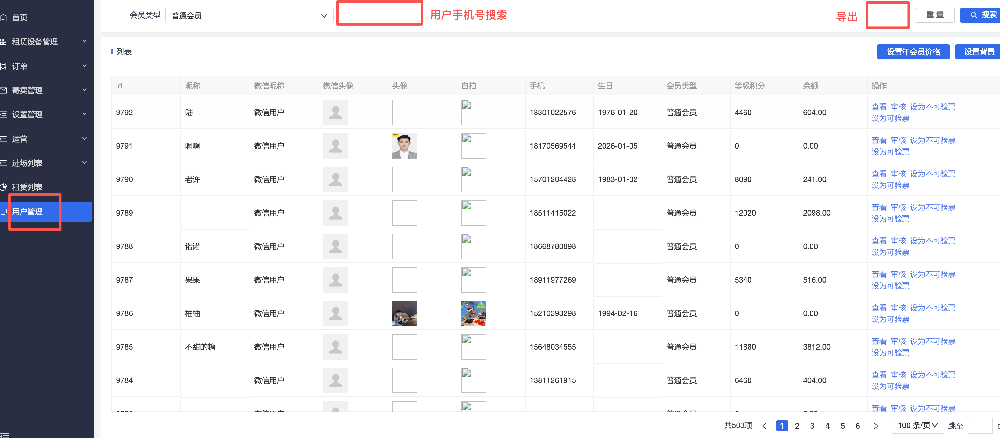 首页
租赁设备管理
订单
寄卖管理
设置管理
运营
进场列表
租赁列表
用户管理
会员类型 普通会员 用户手机号搜索 导出 重 置 搜索
列表 设置年会员价格 设置背景
id 昵称 微信昵称 微信头像 头像 自拍 手机 生日 会员类型 等级积分 余额 操作
9792 陆 微信用户 13301022576 1976-01-20 普通会员 4460 604.00 查看 审核 设为不可验票
设为可验票
9791 啊啊 微信用户 18170569544 2026-01-05 普通会员 0 0.00 查看 审核 设为不可验票
设为可验票
9790 老许 微信用户 15701204428 1983-01-02 普通会员 8090 241.00 查看 审核 设为不可验票
设为可验票
9789 微信用户 18511415022 普通会员 12020 2098.00 查看 审核 设为不可验票
设为可验票
9788 诺诺 微信用户 18668780898 普通会员 0 0.00 查看 审核 设为不可验票
设为可验票
9787 果果 微信用户 18911977269 普通会员 5340 516.00 查看 审核 设为不可验票
设为可验票
9786 柚柚 微信用户 15210393298 1994-02-16 普通会员 0 0.00 查看 审核 设为不可验票
设为可验票
9785 不甜的糖 微信用户 15648034555 普通会员 11880 3812.00 查看 审核 设为不可验票
设为可验票
9784 微信用户 13811261915 普通会员 6460 404.00 查看 审核 设为不可验票
设为可验票
查看 审核 设为不可验票
共503项 < 1 2 3 4 5 6 > 100 条/页 跳至